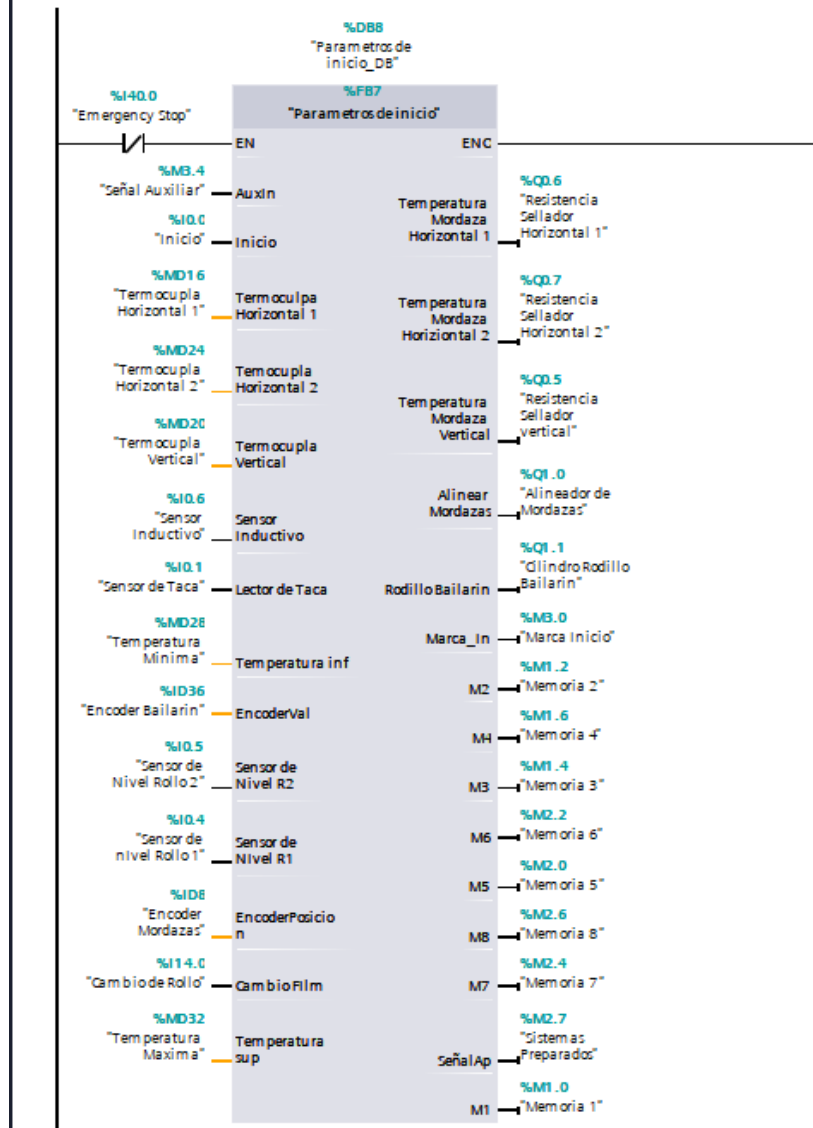 %DB8
"Parametros de
inicio_DB"
%I40.0
"Emergency Stop"
%FB7
"Parametros de inicio"
EN
ENC
%M3.4
"Señal Auxiliar"
AuxIn
%I0.0
"Inicio"
Inicio
%MD16
"Termocupla
Horizontal 1"
Termoculpa
Horizontal 1
%MD24
"Termocupla
Horizontal 2"
Temocupla
Horizontal 2
%MD20
"Termocupla
Vertical"
Termocupla
Vertical
%I0.6
"Sensor
Inductivo"
Sensor
Inductivo
%I0.1
"Sensor de Taca"
Lector de Taca
%MD28
"Temperatura
Minima"
Temperatura inf
%ID36
"Encoder Bailarin"
EncoderVal
%I0.5
"Sensor de
Nivel Rollo 2"
Sensor de
Nivel R2
%I0.4
"Sensor de
nIvel Rollo 1"
Sensor de
NIvel R1
%ID8
"Encoder
Mordazas"
EncoderPosicio
n
%I14.0
"Cambio de Rollo"
CambioFilm
%MD32
"Temperatura
Maxima"
Temperatura
sup
Temperatura
Mordaza
Horizontal 1
%Q0.6
"Resistencia
Sellador
Horizontal 1"
Temperatura
Mordaza
Horiziontal 2
%Q0.7
"Resistencia
Sellador
Horizontal 2"
Temperatura
Mordaza
Vertical
%Q0.5
"Resistencia
Sellador
vertical"
Alinear
Mordazas
%Q1.0
"Alineador de
Mordazas"
Rodillo Bailarin
%Q1.1
"Cilindro Rodillo
Bailarin"
Marca_In
%M3.0
"Marca Inicio"
M2
%M1.2
"Memoria 2"
M4
%M1.6
"Memoria 4"
M3
%M1.4
"Memoria 3"
M6
%M2.2
"Memoria 6"
M5
%M2.0
"Memoria 5"
M8
%M2.6
"Memoria 8"
M7
%M2.4
"Memoria 7"
SeñalAp
%M2.7
"Sistemas
Preparados"
M1
%M1.0
"Memoria 1"